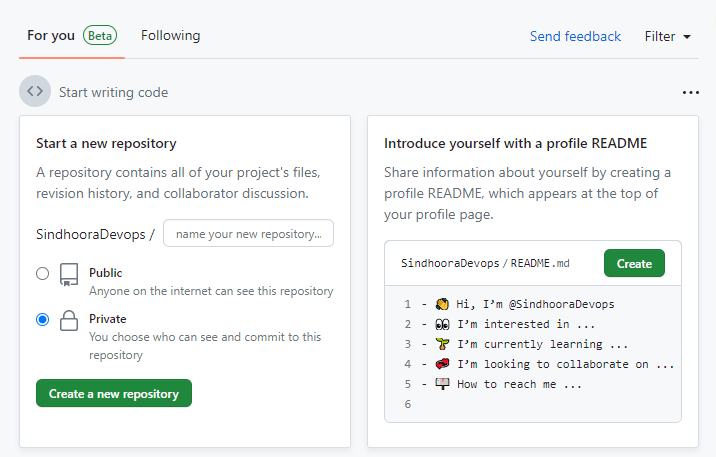 For you Beta Following Send feedback Filter
Start writing code
Start a new repository
A repository contains all of your project's files,
revision history, and collaborator discussion.
SindhooraDevops / name your new repository...
Public
Anyone on the internet can see this repository
Private
You choose who can see and commit to this
repository
Create a new repository
Introduce yourself with a profile README
Share information about yourself by creating a
profile README, which appears at the top of
your profile page.
SindhooraDevops / README.md Create
1 - 👋 Hi, I’m @SindhooraDevops
2 - 👀 I’m interested in ...
3 - 🌱 I’m currently learning ...
4 - 💞️ I’m looking to collaborate on ...
5 - 📫 How to reach me ...
6